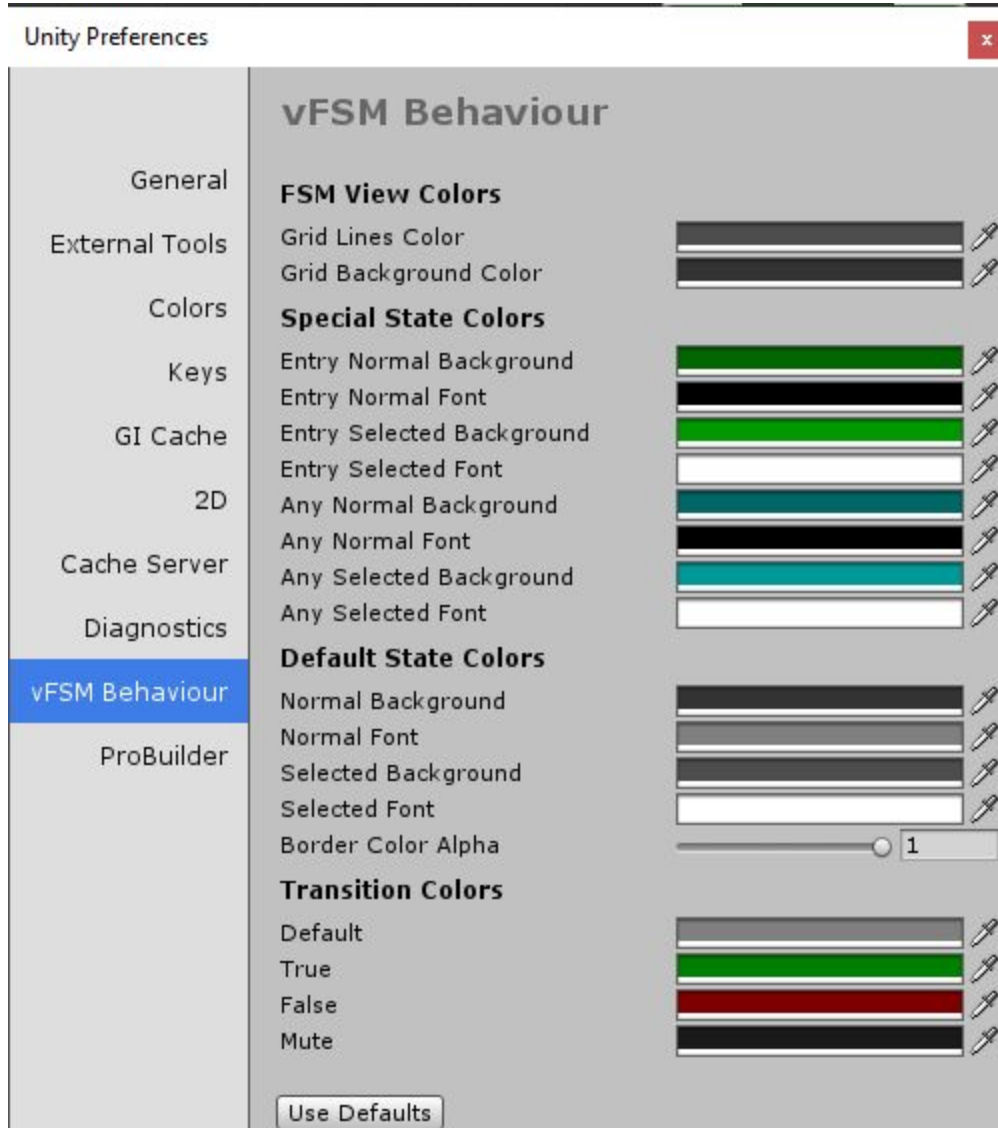 Unity Preferences
x
General
External Tools
Colors
Keys
GI Cache
2D
Cache Server
Diagnostics
vFSM Behaviour
ProBuilder
vFSM Behaviour
FSM View Colors
Grid Lines Color
Grid Background Color
Special State Colors
Entry Normal Background
Entry Normal Font
Entry Selected Background
Entry Selected Font
Any Normal Background
Any Normal Font
Any Selected Background
Any Selected Font
Default State Colors
Normal Background
Normal Font
Selected Background
Selected Font
Border Color Alpha 1
Transition Colors
Default
True
False
Mute
Use Defaults